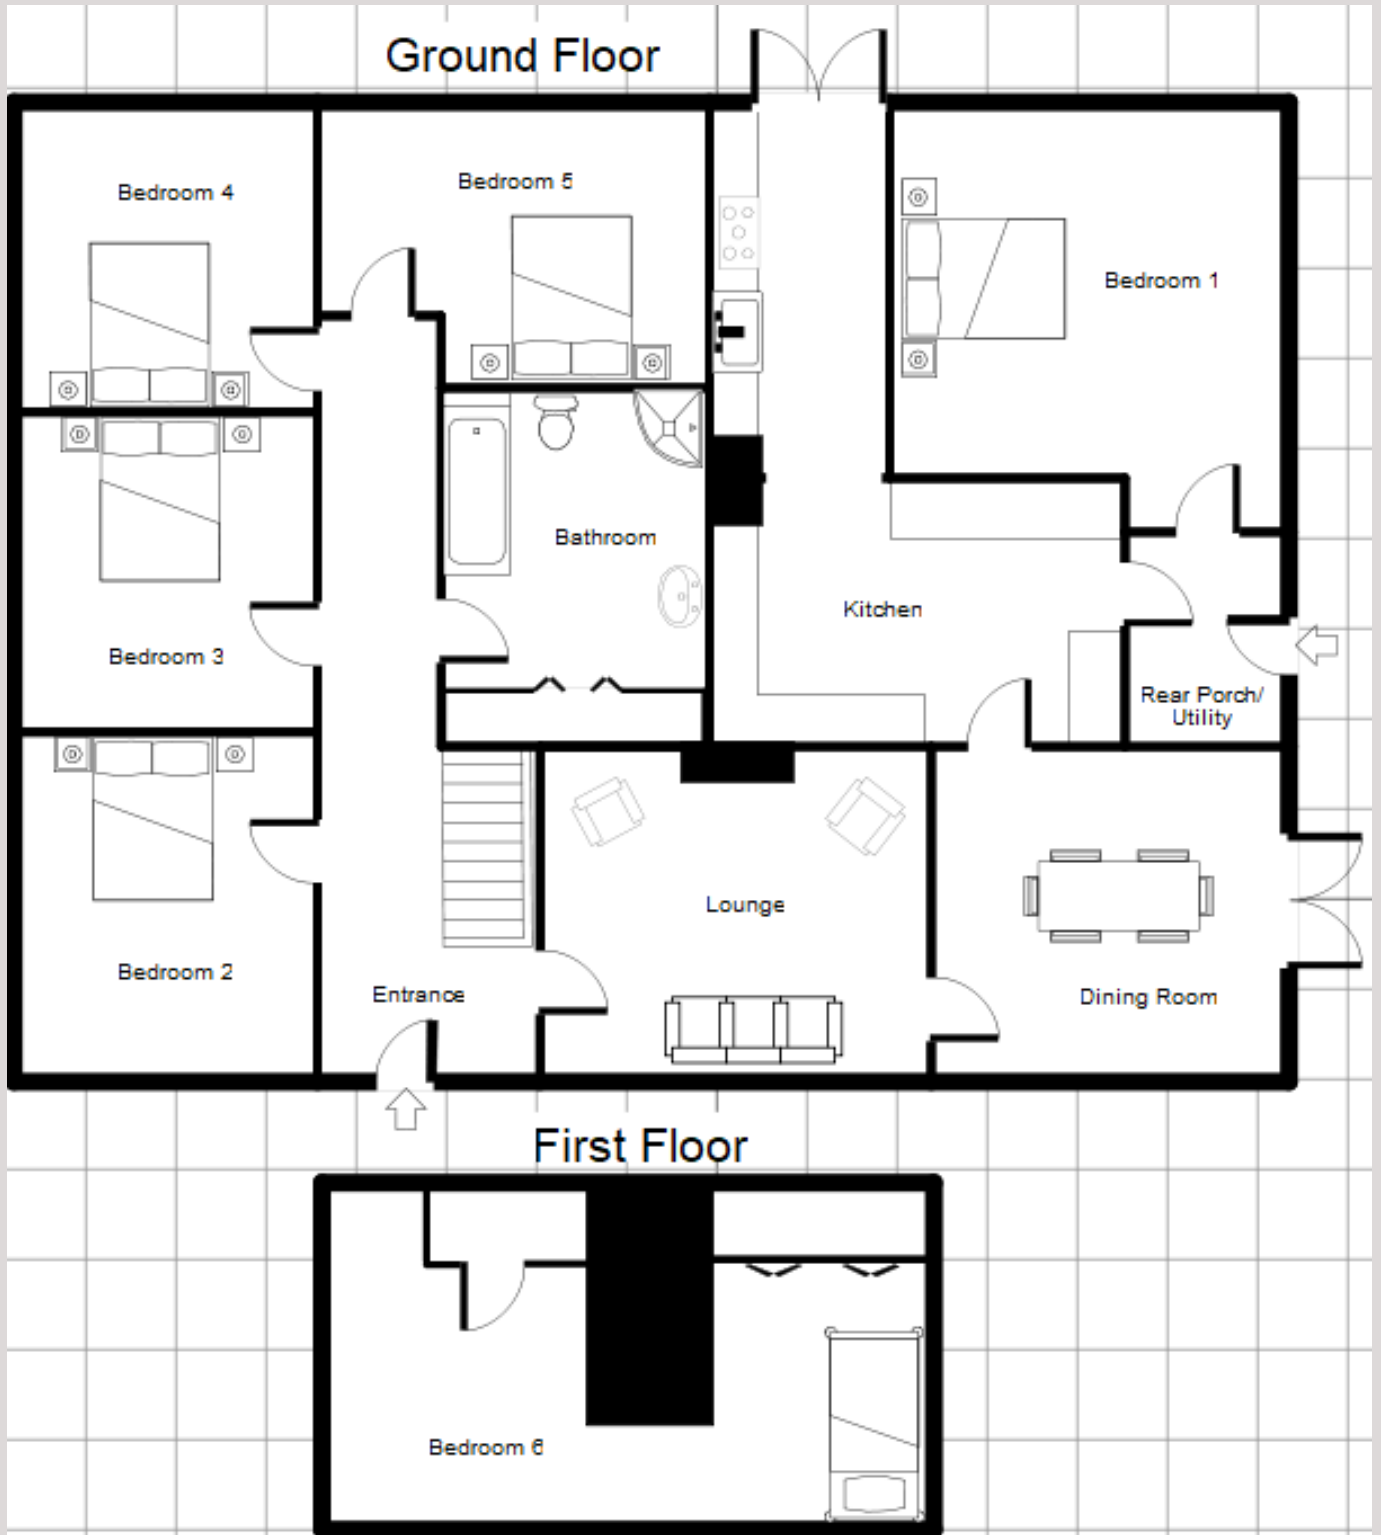 Ground Floor
Bedroom 4
Bedroom 5
Bedroom 1
Bathroom
Kitchen
Bedroom 3
Rear Porch/
Utility
Lounge
Bedroom 2
Entrance
Dining Room
First Floor
Bedroom 6